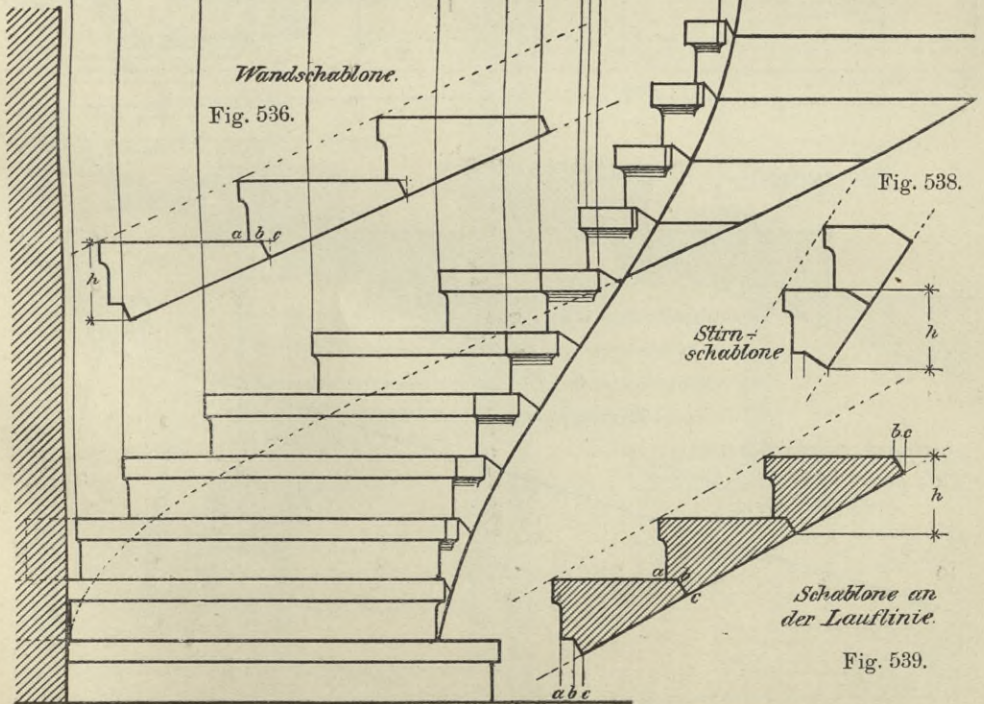 Wandschablone.
Fig. 536.
a b c
h
Fig. 538.
Stirn-
schablone
h
b c
h
a b
c
a b c
Schablone an
der Lauflinie.
Fig. 539.